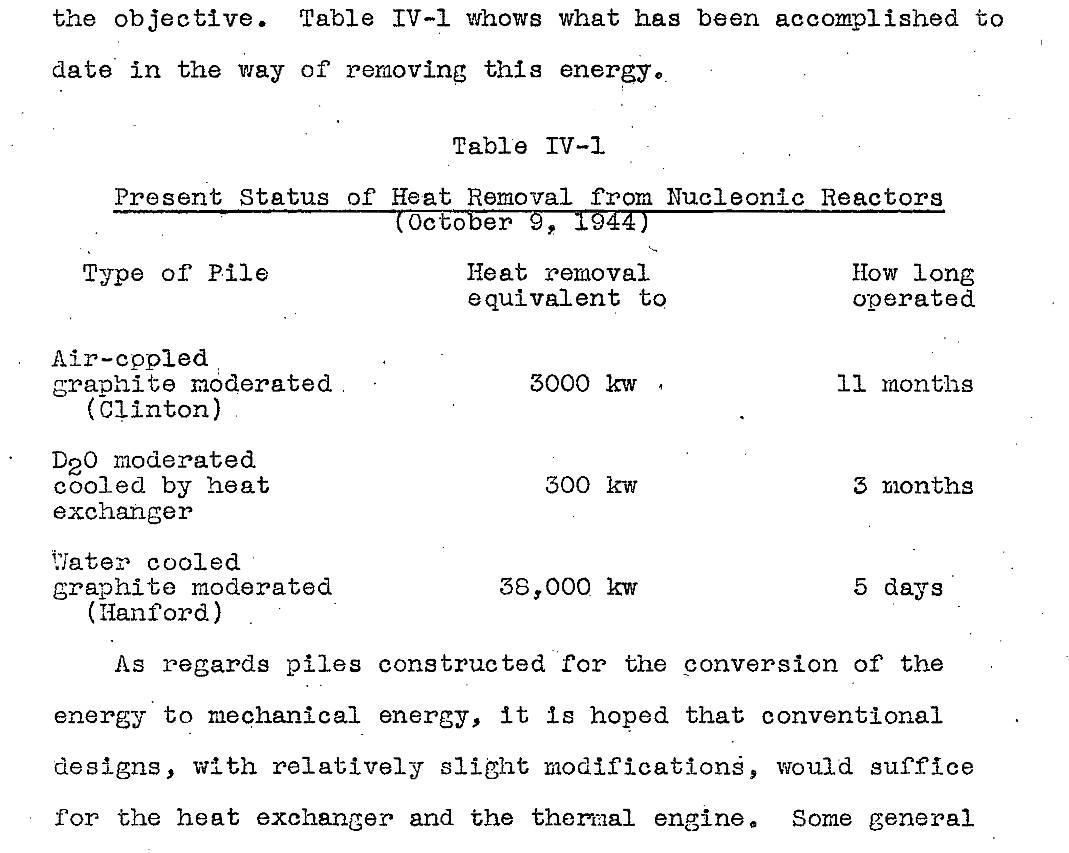 the objective. Table IV-1 whows what has been accomplished to
date in the way of removing this energy.
Table IV-1
Present Status of Heat Removal from Nucleonic Reactors
(October 9, 1944)
Type of Pile Heat removal How long
equivalent to operated
Air-cppled
graphite moderated 3000 kw 11 months
(Clinton)
D2O moderated
cooled by heat 300 kw 3 months
exchanger
Water cooled
graphite moderated 38,000 kw 5 days
(Hanford)
As regards piles constructed for the conversion of the
energy to mechanical energy, it is hoped that conventional
designs, with relatively slight modifications, would suffice
for the heat exchanger and the thermal engine. Some general